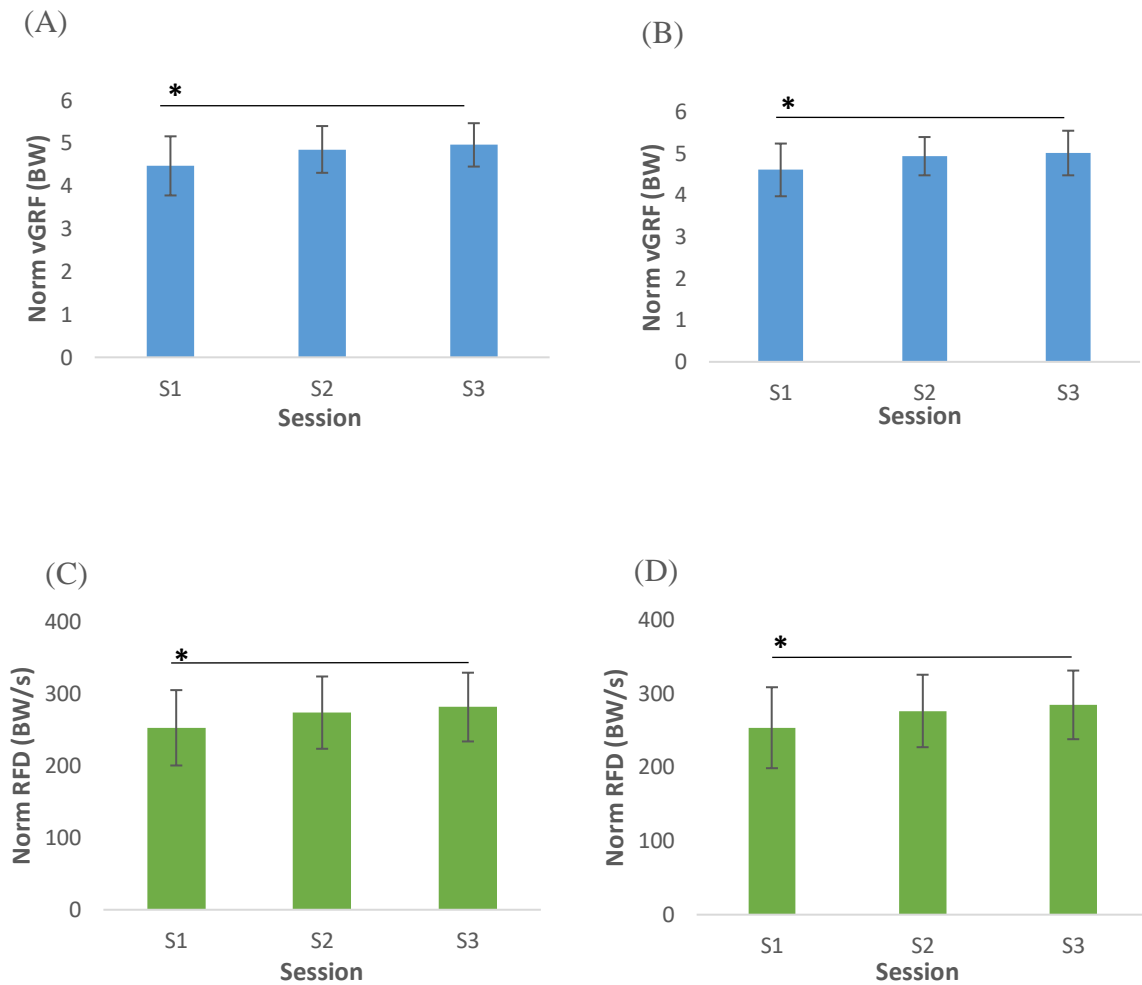 (A)
*
Norm vGRF (BW)
6
5
4
3
2
1
0
S1 S2 S3
Session
(B)
*
Norm vGRF (BW)
6
5
4
3
2
1
0
S1 S2 S3
Session
(C)
*
Norm RFD (BW/s)
400
300
200
100
0
S1 S2 S3
Session
(D)
*
Norm RFD (BW/s)
400
300
200
100
0
S1 S2 S3
Session